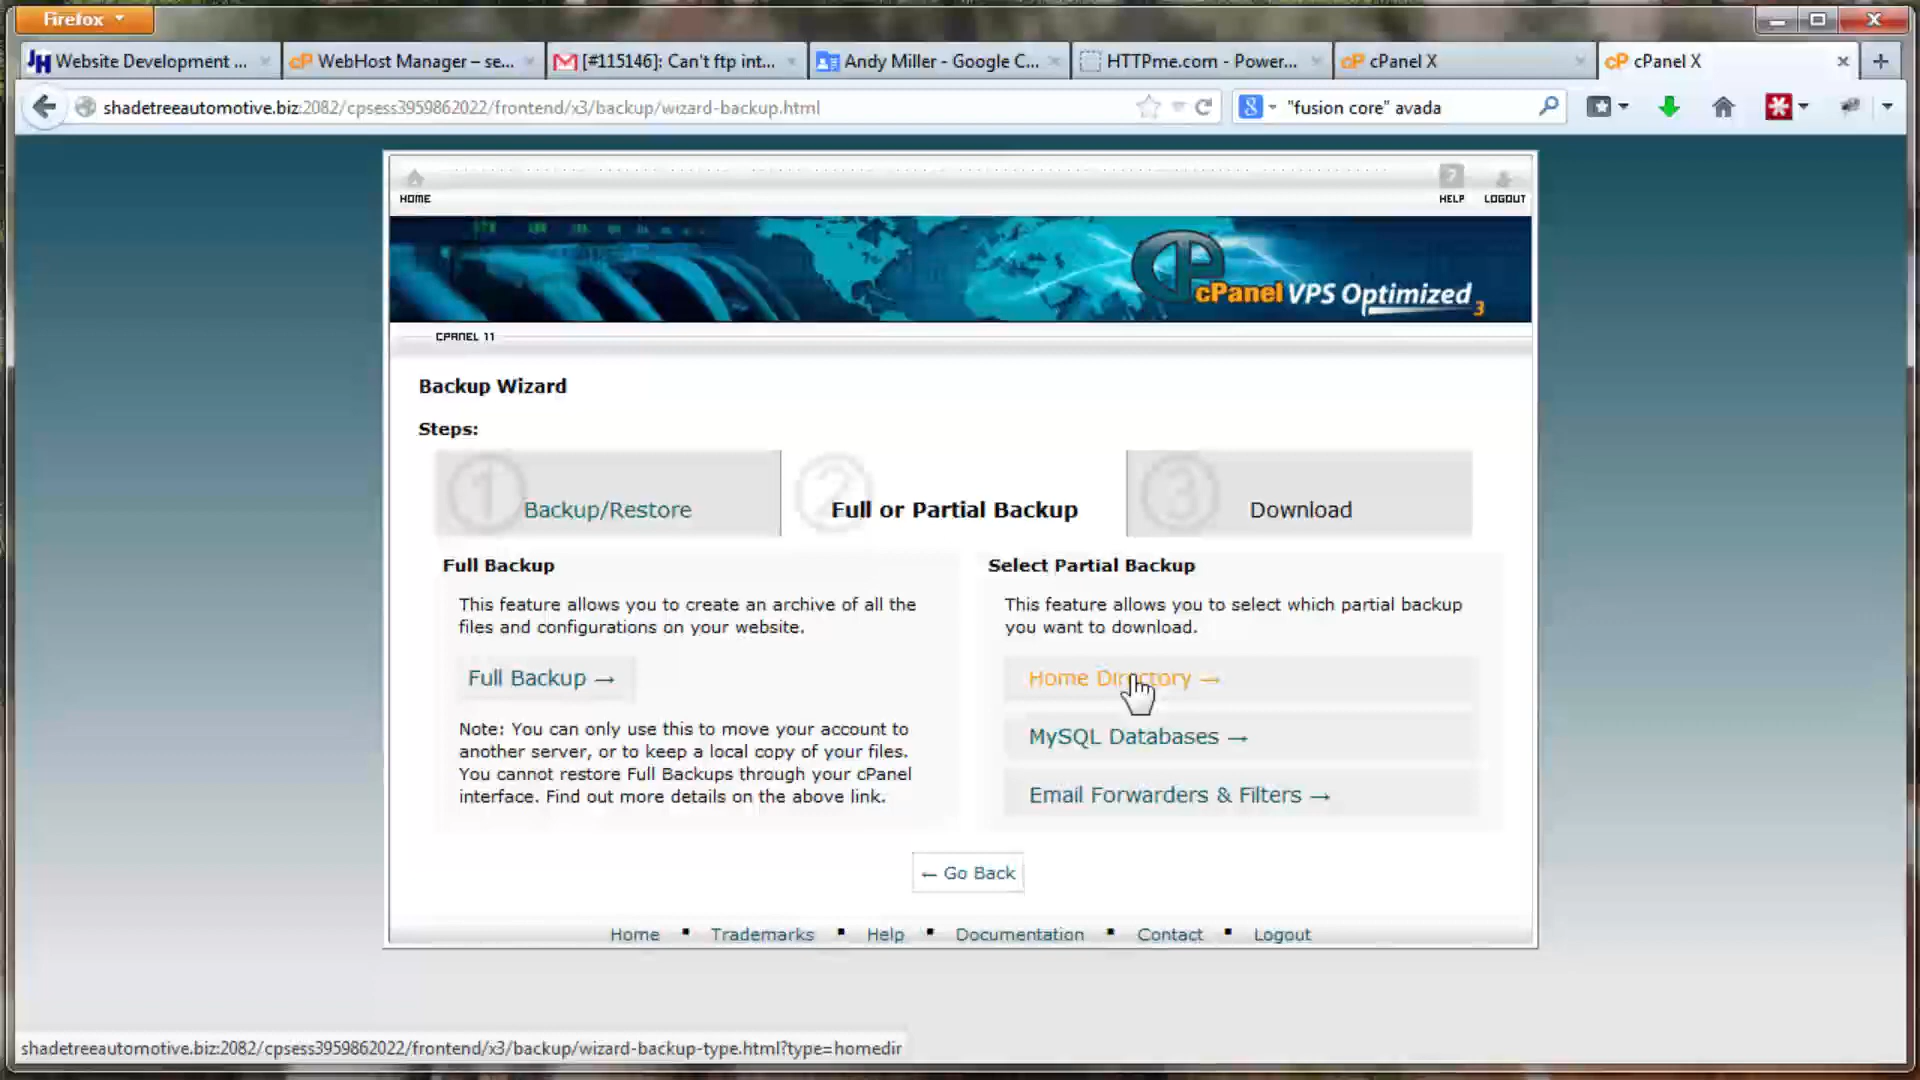 Firefox
Website Development ...
cP WebHost Manager – se...
[#115146]: Can't ftp int...
Andy Miller - Google C...
HTTPme.com - Power...
cP cPanel X
cP cPanel X
shadetreeautomotive.biz:2082/cpsess3959862022/frontend/x3/backup/wizard-backup.html
"fusion core" avada
HOME
HELP
LOGOUT
cPanel VPS Optimized 3
CPANEL 11
Backup Wizard
Steps:
1 Backup/Restore
2 Full or Partial Backup
3 Download
Full Backup
This feature allows you to create an archive of all the
files and configurations on your website.
Full Backup →
Note: You can only use this to move your account to
another server, or to keep a local copy of your files.
You cannot restore Full Backups through your cPanel
interface. Find out more details on the above link.
Select Partial Backup
This feature allows you to select which partial backup
you want to download.
Home Directory →
MySQL Databases →
Email Forwarders & Filters →
← Go Back
Home ▪ Trademarks ▪ Help ▪ Documentation ▪ Contact ▪ Logout
shadetreeautomotive.biz:2082/cpsess3959862022/frontend/x3/backup/wizard-backup-type.html?type=homedir